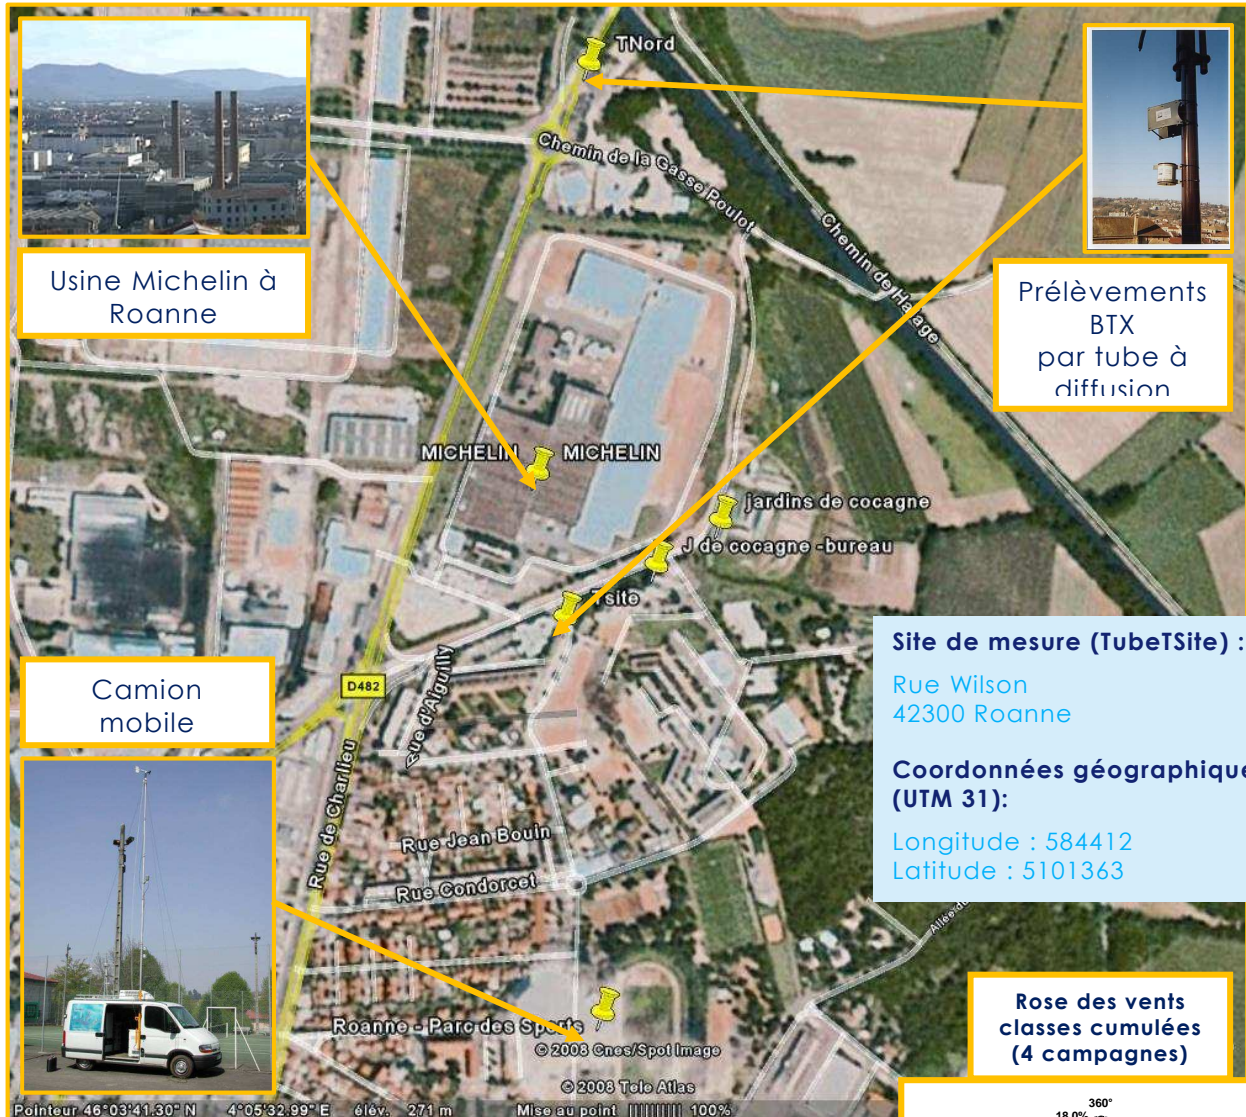 TNord
Chemin de la Gasse Poulot
Chemin de Halage
Usine Michelin à
Roanne
Prélèvements
BTX
par tube à
diffusion
MICHELIN
MICHELIN
jardins de cocagne
J de cocagne -bureau
Tsite
Site de mesure (TubeTSite) :
Rue Wilson
42300 Roanne
Coordonnées géographique
(UTM 31):
Longitude : 584412
Latitude : 5101363
Camion
mobile
D482
Rue d'Aiguilly
Rue de Charlieu
Rue Jean Bouin
Rue Condorcet
Allée du
Roanne - Parc des Sports
© 2008 Cnes/Spot Image
© 2008 Tele Atlas
Rose des vents
classes cumulées
(4 campagnes)
360°
18.0%
Pointeur 46°03'41.30" N 4°05'32.99" E élév. 271 m Mise au point |||||||||| 100%